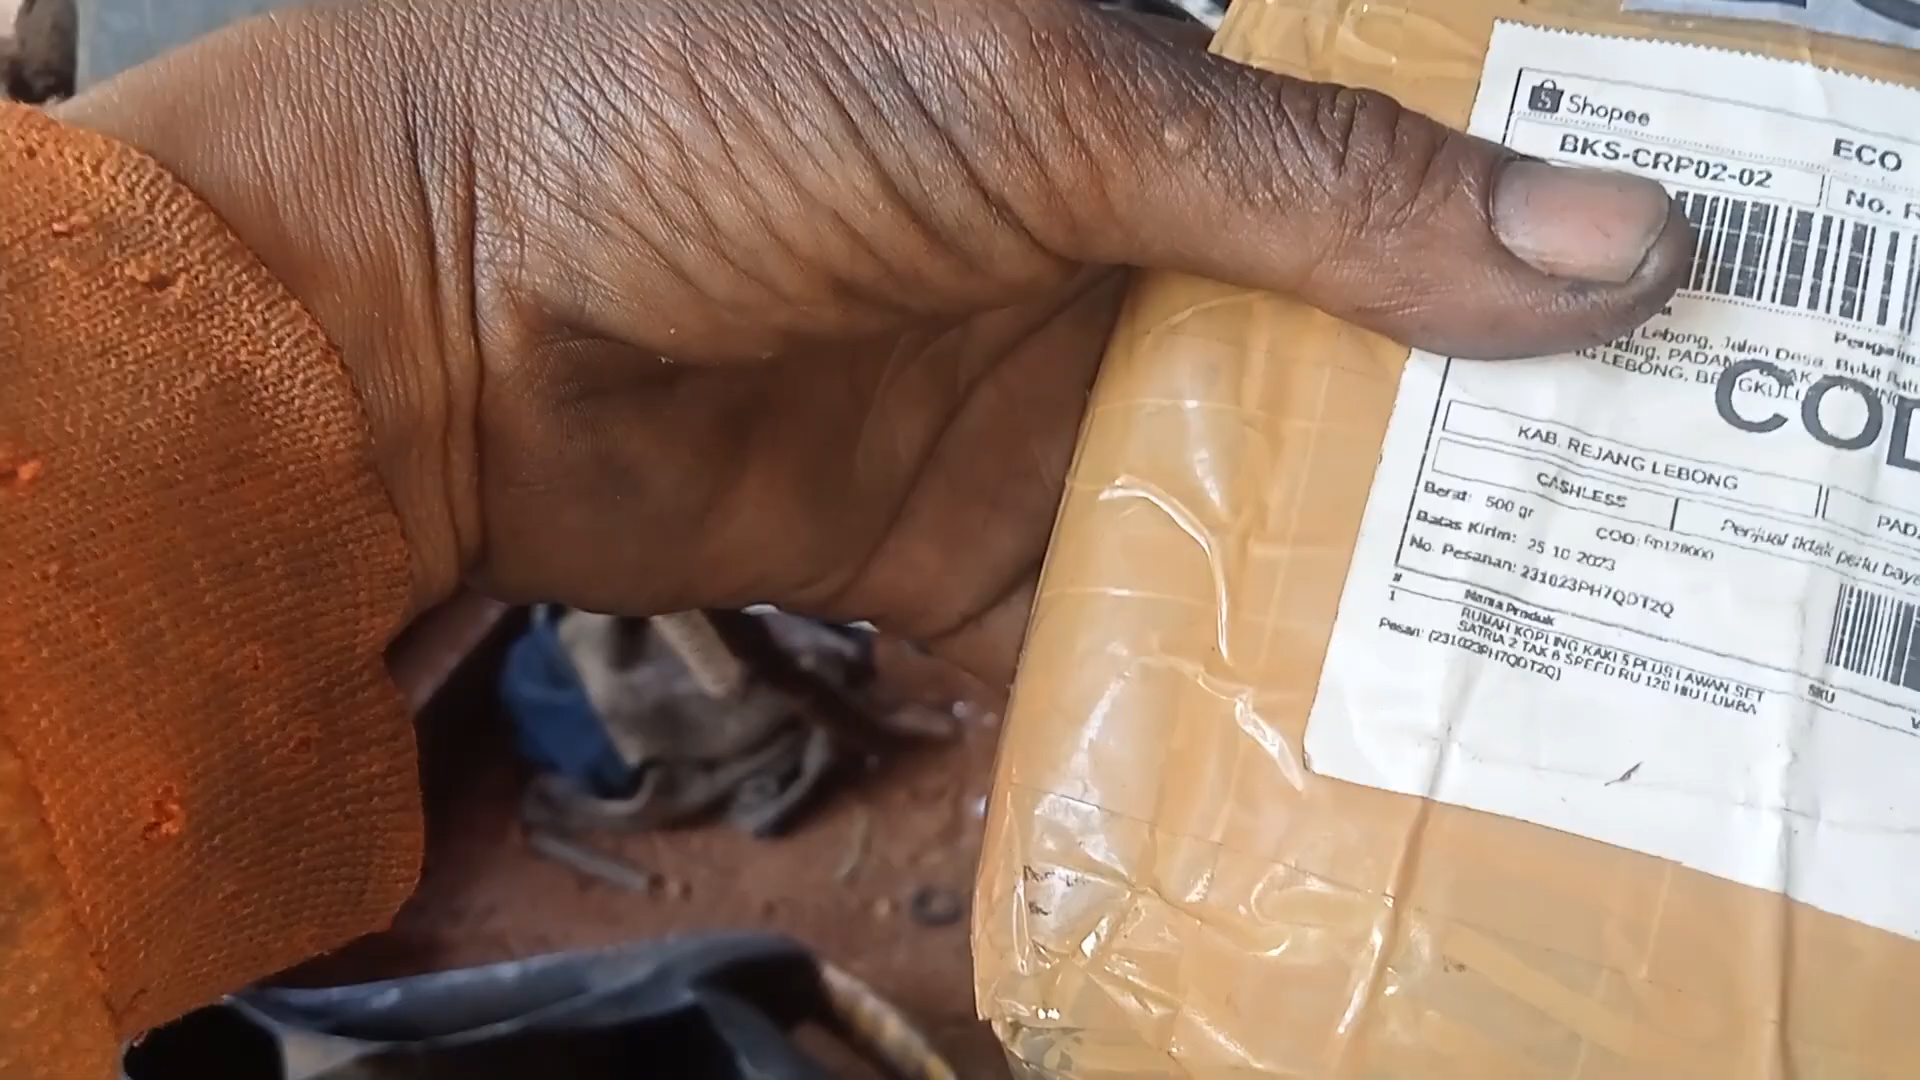 Shopee
ECO
BKS-CRP02-02
No.
Lebong, Jalan Desa, Bukit
LEBONG,
COD
KAB. REJANG LEBONG
CASHLESS
Berat: 500 gr
COD: Rp128000
Penjual tidak perlu
Batas Kirim: 25 10 2023
No. Pesanan: 231023PH7QDT2Q
# Nama Produk SKU
1 RUMAH KOPLING KAKI 5 PLUS LAWAN SET
SATRIA 2 TAK 6 SPEED RU 120 HIU LUMBA
Pesan: (231023PH7QDT2Q)